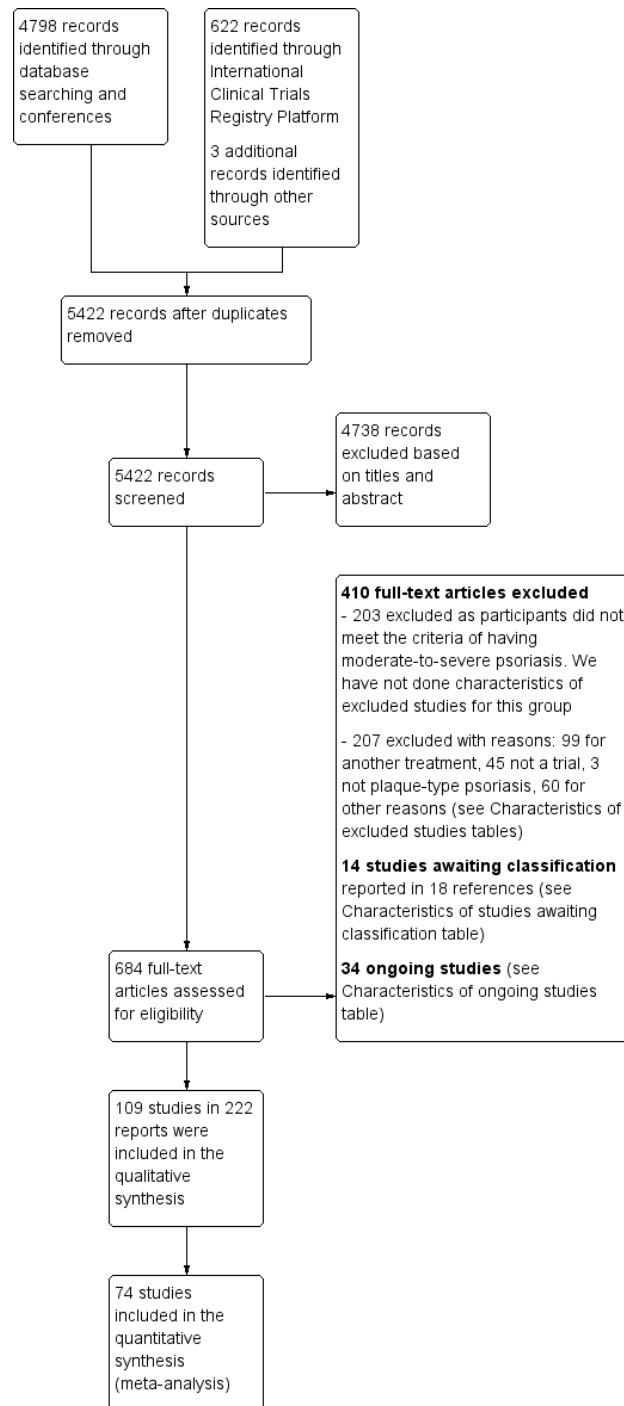 4798 records
identified through
database
searching and
conferences
622 records
identified through
International
Clinical Trials
Registry Platform
3 additional
records identified
through other
sources
5422 records after duplicates
removed
5422 records
screened
4738 records
excluded based
on titles and
abstract
410 full-text articles excluded
- 203 excluded as participants did not
meet the criteria of having
moderate-to-severe psoriasis. We
have not done characteristics of
excluded studies for this group
- 207 excluded with reasons: 99 for
another treatment, 45 not a trial, 3
not plaque-type psoriasis, 60 for
other reasons (see Characteristics of
excluded studies tables)
14 studies awaiting classification
reported in 18 references (see
Characteristics of studies awaiting
classification table)
34 ongoing studies (see
Characteristics of ongoing studies
table)
684 full-text
articles assessed
for eligibility
109 studies in 222
reports were
included in the
qualitative
synthesis
74 studies
included in the
quantitative
synthesis
(meta-analysis)